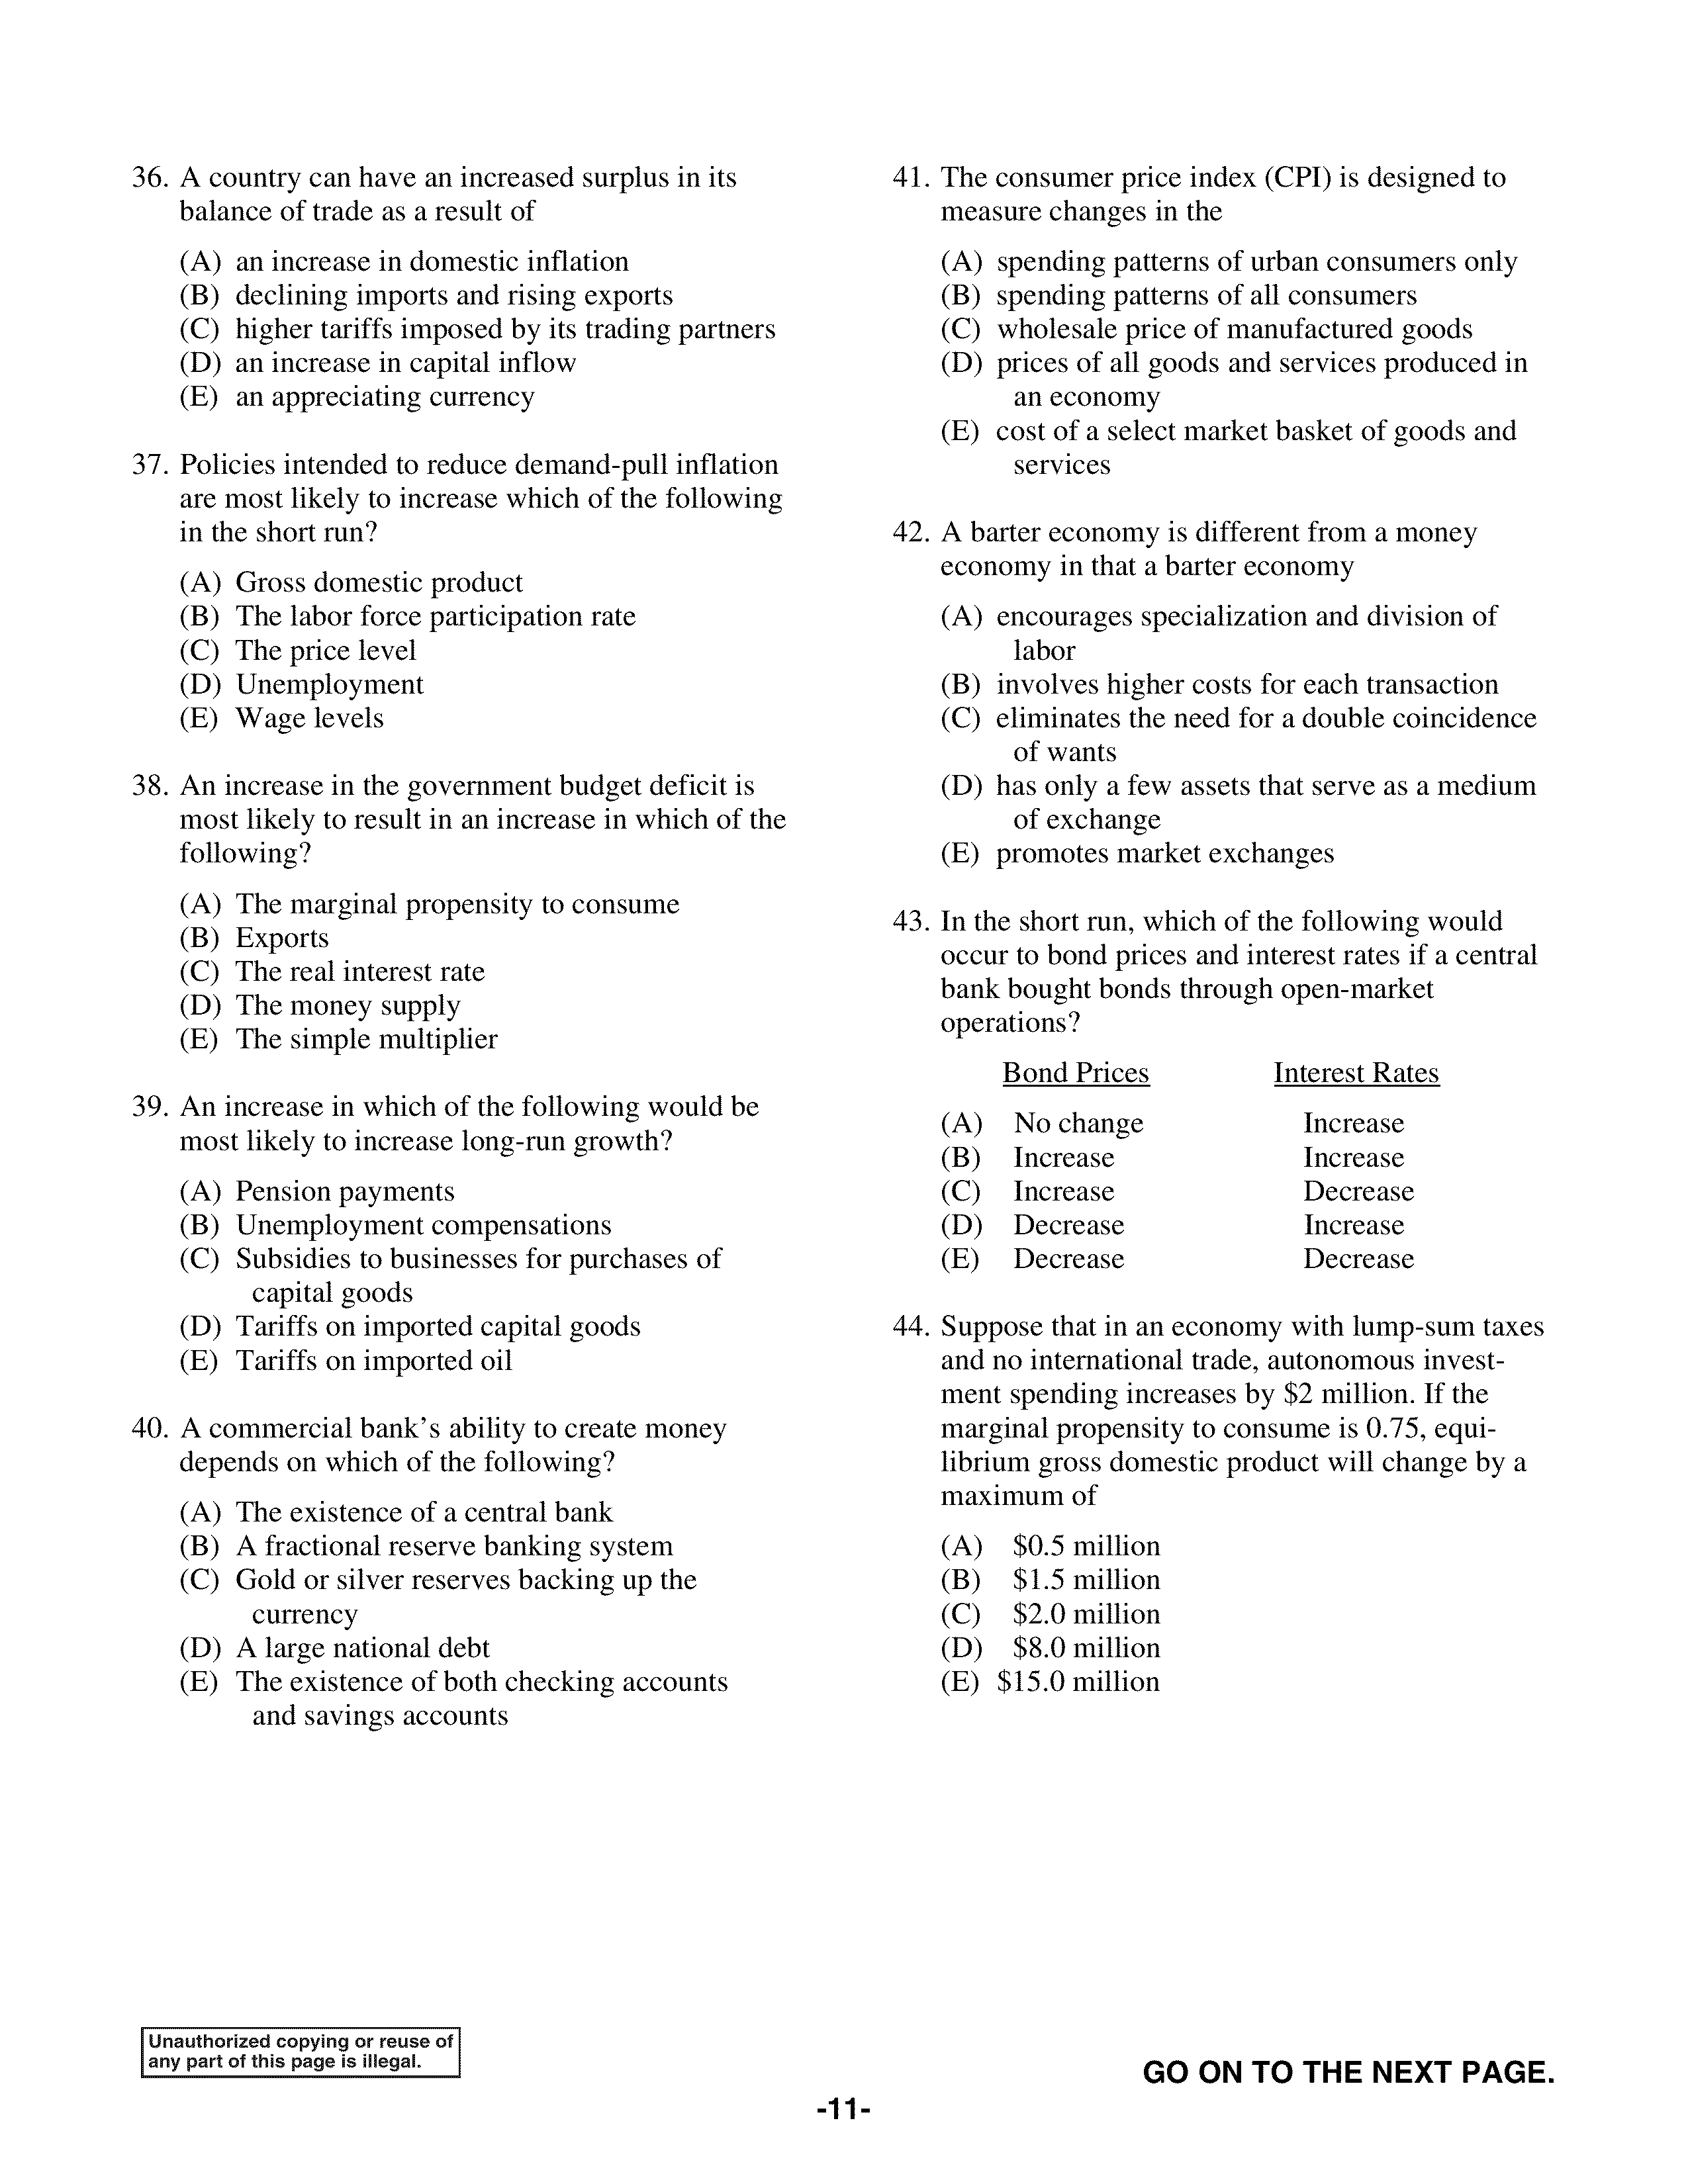 36. A country can have an increased surplus in its
balance of trade as a result of
(A) an increase in domestic inflation
(B) declining imports and rising exports
(C) higher tariffs imposed by its trading partners
(D) an increase in capital inflow
(E) an appreciating currency
37. Policies intended to reduce demand-pull inflation
are most likely to increase which of the following
in the short run?
(A) Gross domestic product
(B) The labor force participation rate
(C) The price level
(D) Unemployment
(E) Wage levels
38. An increase in the government budget deficit is
most likely to result in an increase in which of the
following?
(A) The marginal propensity to consume
(B) Exports
(C) The real interest rate
(D) The money supply
(E) The simple multiplier
39. An increase in which of the following would be
most likely to increase long-run growth?
(A) Pension payments
(B) Unemployment compensations
(C) Subsidies to businesses for purchases of
capital goods
(D) Tariffs on imported capital goods
(E) Tariffs on imported oil
40. A commercial bank's ability to create money
depends on which of the following?
(A) The existence of a central bank
(B) A fractional reserve banking system
(C) Gold or silver reserves backing up the
currency
(D) A large national debt
(E) The existence of both checking accounts
and savings accounts
41. The consumer price index (CPI) is designed to
measure changes in the
(A) spending patterns of urban consumers only
(B) spending patterns of all consumers
(C) wholesale price of manufactured goods
(D) prices of all goods and services produced in
an economy
(E) cost of a select market basket of goods and
services
42. A barter economy is different from a money
economy in that a barter economy
(A) encourages specialization and division of
labor
(B) involves higher costs for each transaction
(C) eliminates the need for a double coincidence
of wants
(D) has only a few assets that serve as a medium
of exchange
(E) promotes market exchanges
43. In the short run, which of the following would
occur to bond prices and interest rates if a central
bank bought bonds through open-market
operations?
Bond Prices Interest Rates
(A) No change Increase
(B) Increase Increase
(C) Increase Decrease
(D) Decrease Increase
(E) Decrease Decrease
44. Suppose that in an economy with lump-sum taxes
and no international trade, autonomous invest-
ment spending increases by $2 million. If the
marginal propensity to consume is 0.75, equi-
librium gross domestic product will change by a
maximum of
(A) $0.5 million
(B) $1.5 million
(C) $2.0 million
(D) $8.0 million
(E) $15.0 million
Unauthorized copying or reuse of
any part of this page is illegal.
GO ON TO THE NEXT PAGE.
-11-